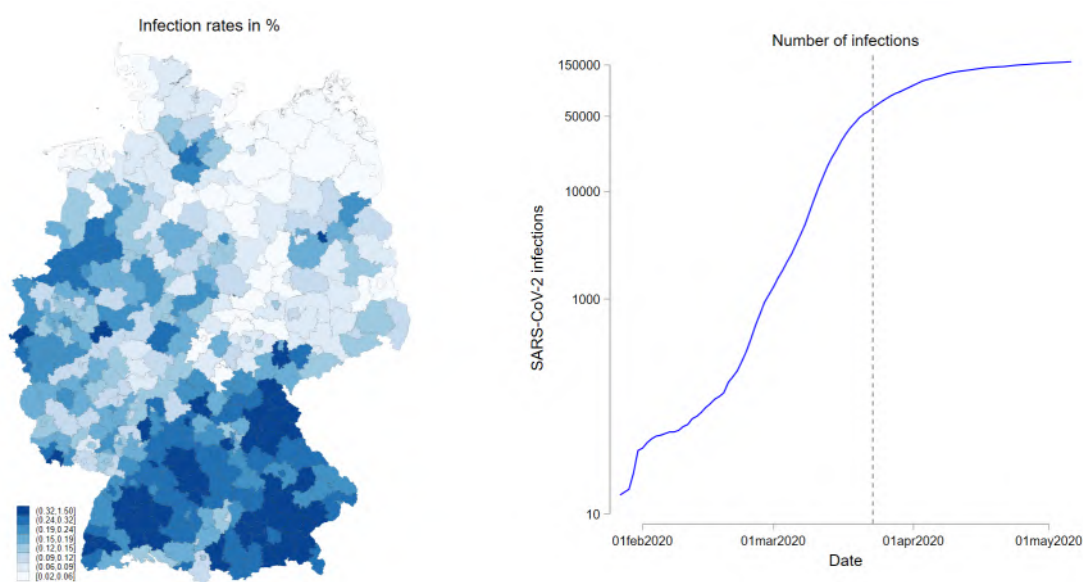 Infection rates in %
(0.32,1.50]
(0.24,0.32]
(0.19,0.24]
(0.15,0.19]
(0.12,0.15]
(0.09,0.12]
(0.06,0.09]
[0.02,0.06]
Number of infections
SARS-CoV-2 infections
150000
50000
10000
1000
10
01feb2020 01mar2020 01apr2020 01may2020
Date